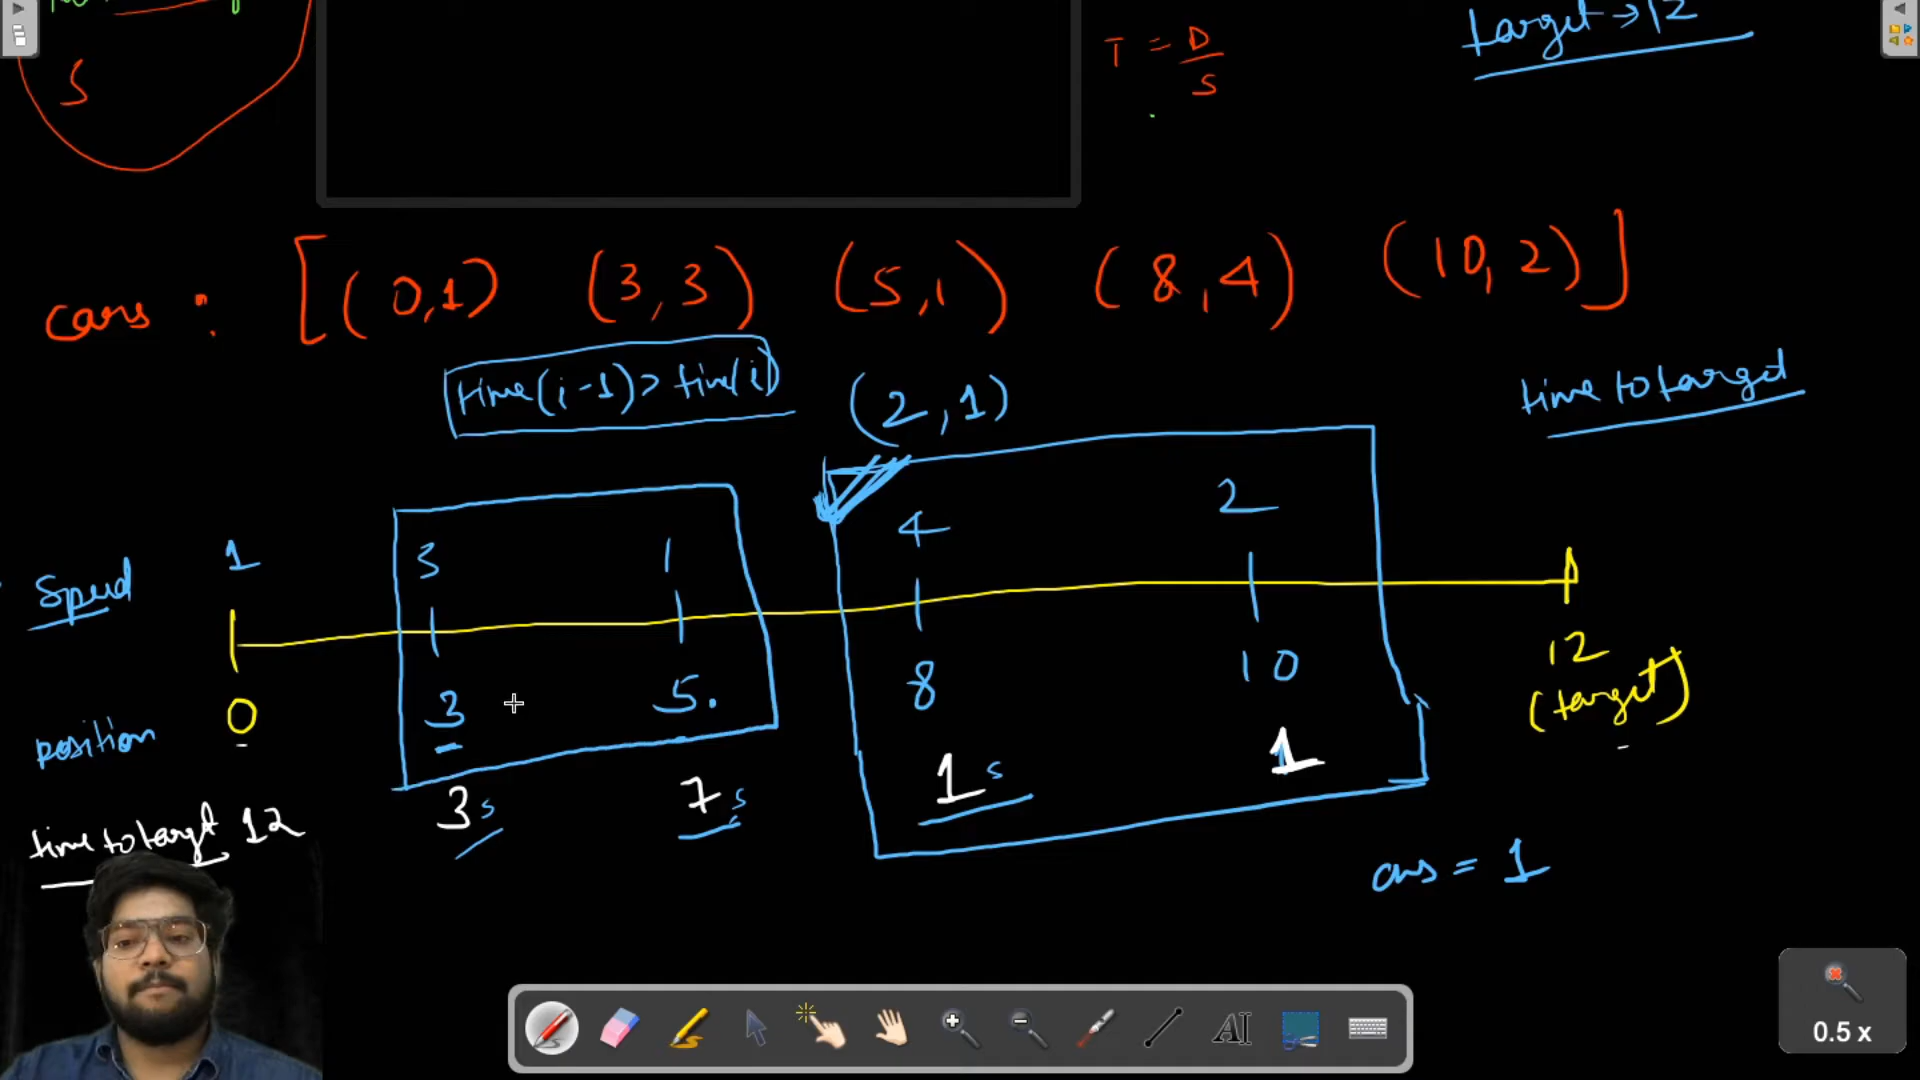 target → 12
T = D
S
S
cars : [(0,1) (3,3) (5,1) (8,4) (10,2)]
time(i-1) > time(i)
(2,1)
time to target
Speed 1 3 1 4 2
position 0 3 5. 8 10 12
(target)
time to target 12 3s 7s 1s 1
ans = 1
AI
0.5 x